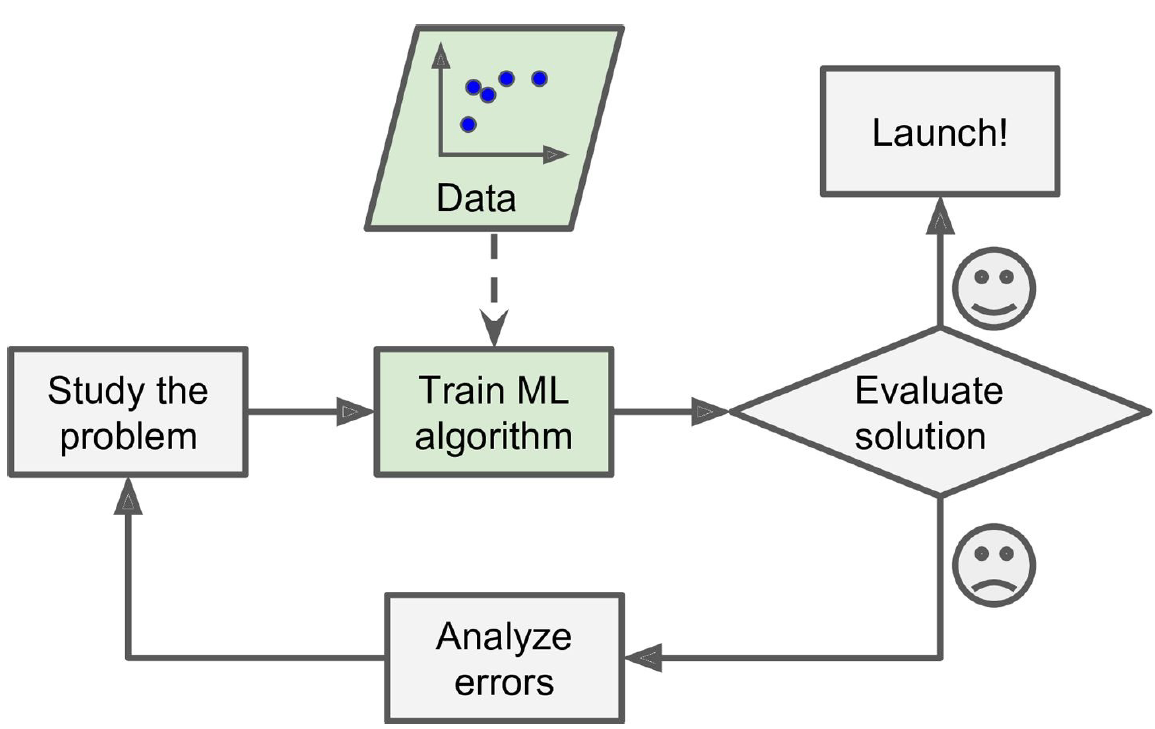 Data
Launch!
Study the
problem
Train ML
algorithm
Evaluate
solution
Analyze
errors